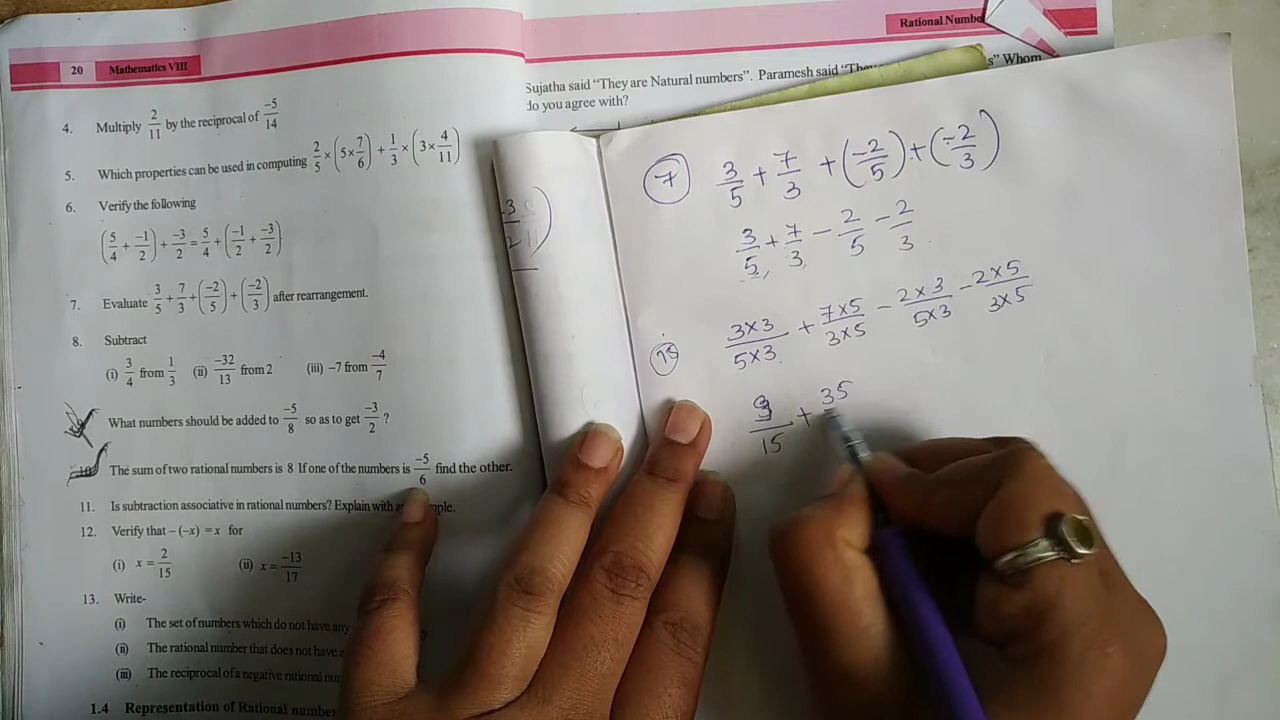 20 Mathematics VIII
4. Multiply 2/11 by the reciprocal of -5/14
5. Which properties can be used in computing 2/5 × (5 × 7/6) + 1/3 × (3 × 4/11)
6. Verify the following
(5/4 + -1/2) + -3/2 = 5/4 + (-1/2 + -3/2)
7. Evaluate 3/5 + 7/3 + (-2/5) + (-2/3) after rearrangement.
8. Subtract
(i) 3/4 from 1/3 (ii) -32/13 from 2 (iii) -7 from -4/7
What numbers should be added to -5/8 so as to get -3/2 ?
The sum of two rational numbers is 8 If one of the numbers is -5/6 find the other.
11. Is subtraction associative in rational numbers? Explain with
12. Verify that – (–x) = x for
(i) x = 2/15 (ii) x = -13/17
13. Write-
(i) The set of numbers which do not have any
(ii) The rational number that does not have
(iii) The reciprocal of a negative rational
1.4 Representation of Rational
Rational
Sujatha said “They are Natural numbers”. Paramesh said s” Whom
do you agree with?
7 3/5 + 7/3 + (-2/5) + (-2/3)
3/5 + 7/3 - 2/5 - 2/3
15 3×3/5×3 + 7×5/3×5 - 2×3/5×3 - 2×5/3×5
9/15 + 35